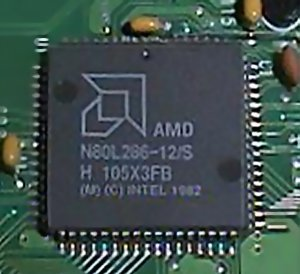 AMD
N80L286-12/S
H 105X3FB
(M) (C) INTEL 1982